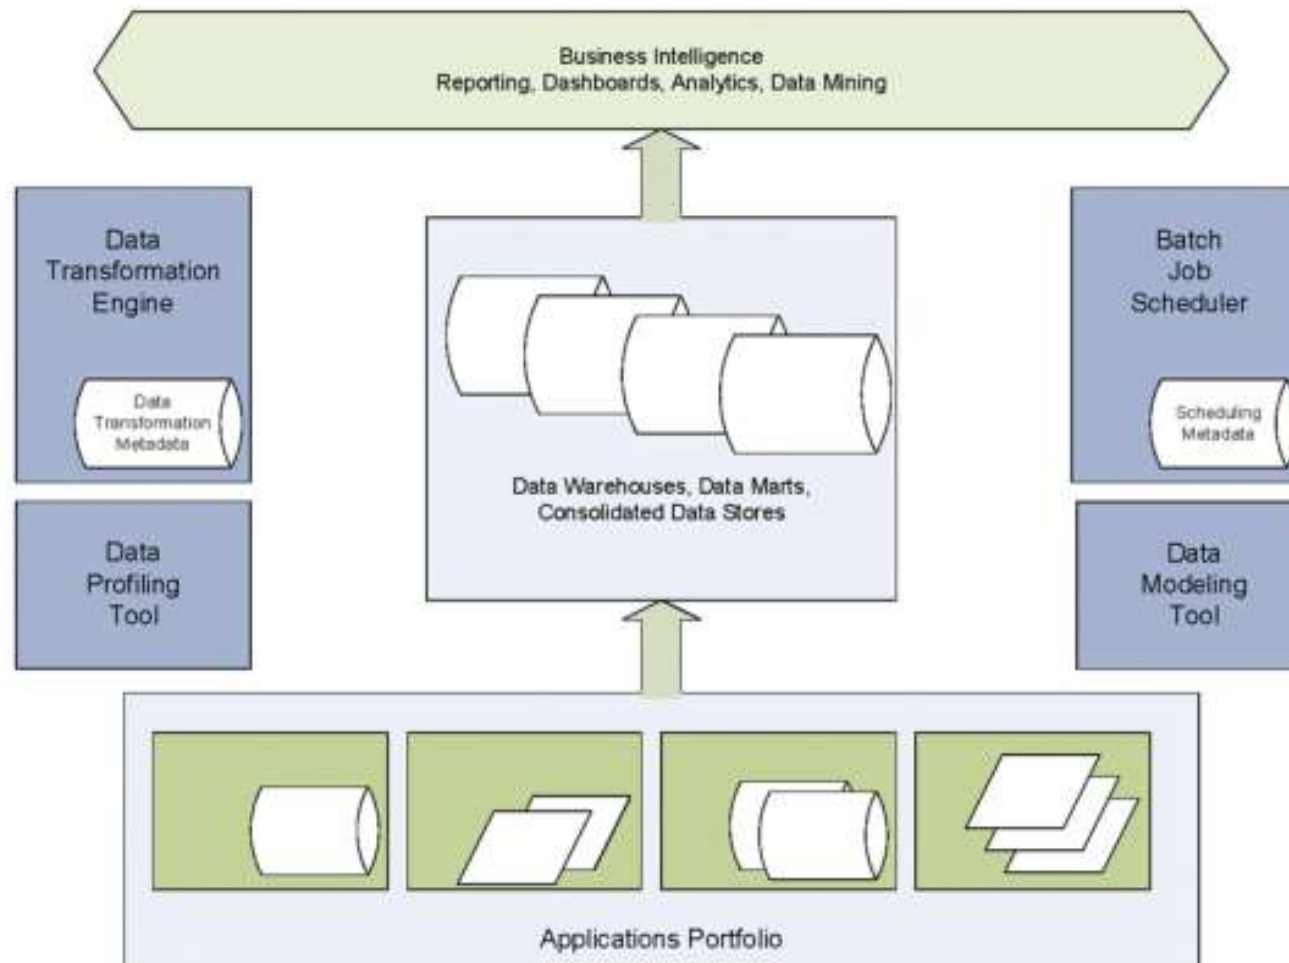 Business Intelligence
Reporting, Dashboards, Analytics, Data Mining
Data
Transformation
Engine
Data
Transformation
Metadata
Data
Profiling
Tool
Data Warehouses, Data Marts,
Consolidated Data Stores
Batch
Job
Scheduler
Scheduling
Metadata
Data
Modeling
Tool
Applications Portfolio